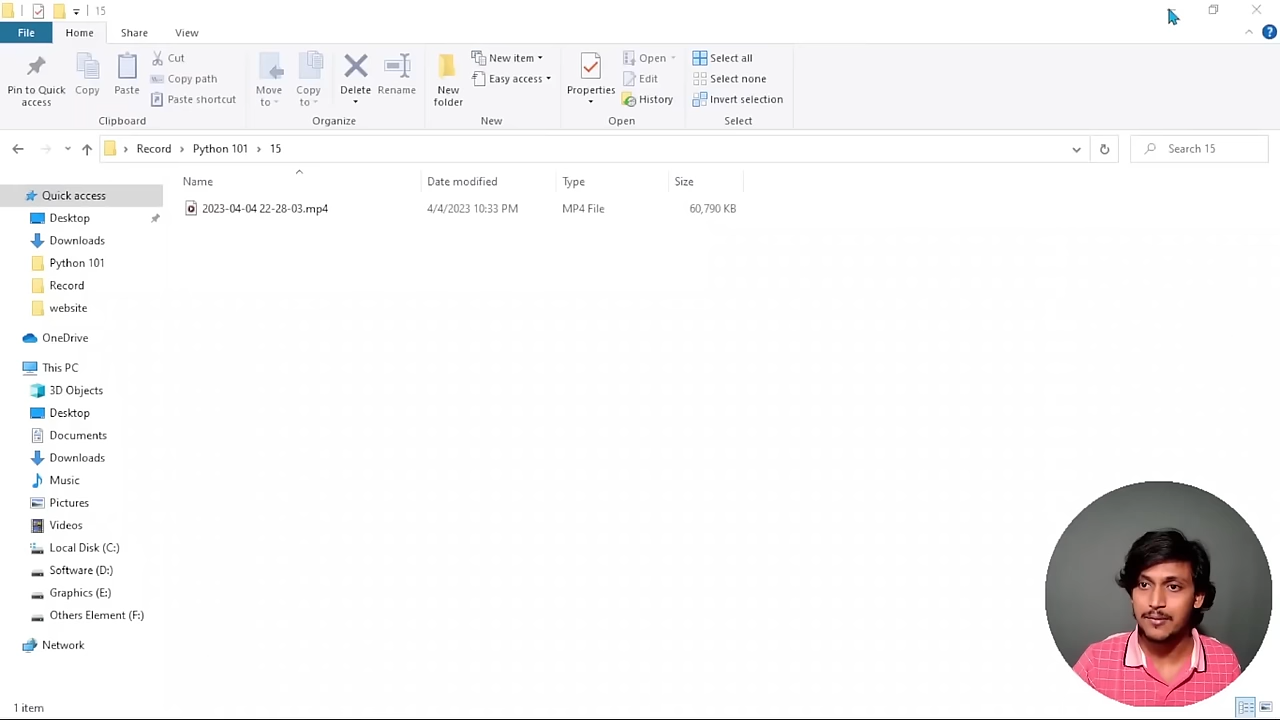 15
File Home Share View
Pin to Quick access
Copy
Paste
Cut
Copy path
Paste shortcut
Clipboard
Move to
Copy to
Delete
Rename
Organize
New folder
New item
Easy access
New
Properties
Open
Edit
History
Open
Select all
Select none
Invert selection
Select
Record Python 101 15
Search 15
Name Date modified Type Size
2023-04-04 22-28-03.mp4 4/4/2023 10:33 PM MP4 File 60,790 KB
Quick access
Desktop
Downloads
Python 101
Record
website
OneDrive
This PC
3D Objects
Desktop
Documents
Downloads
Music
Pictures
Videos
Local Disk (C:)
Software (D:)
Graphics (E:)
Others Element (F:)
Network
1 item